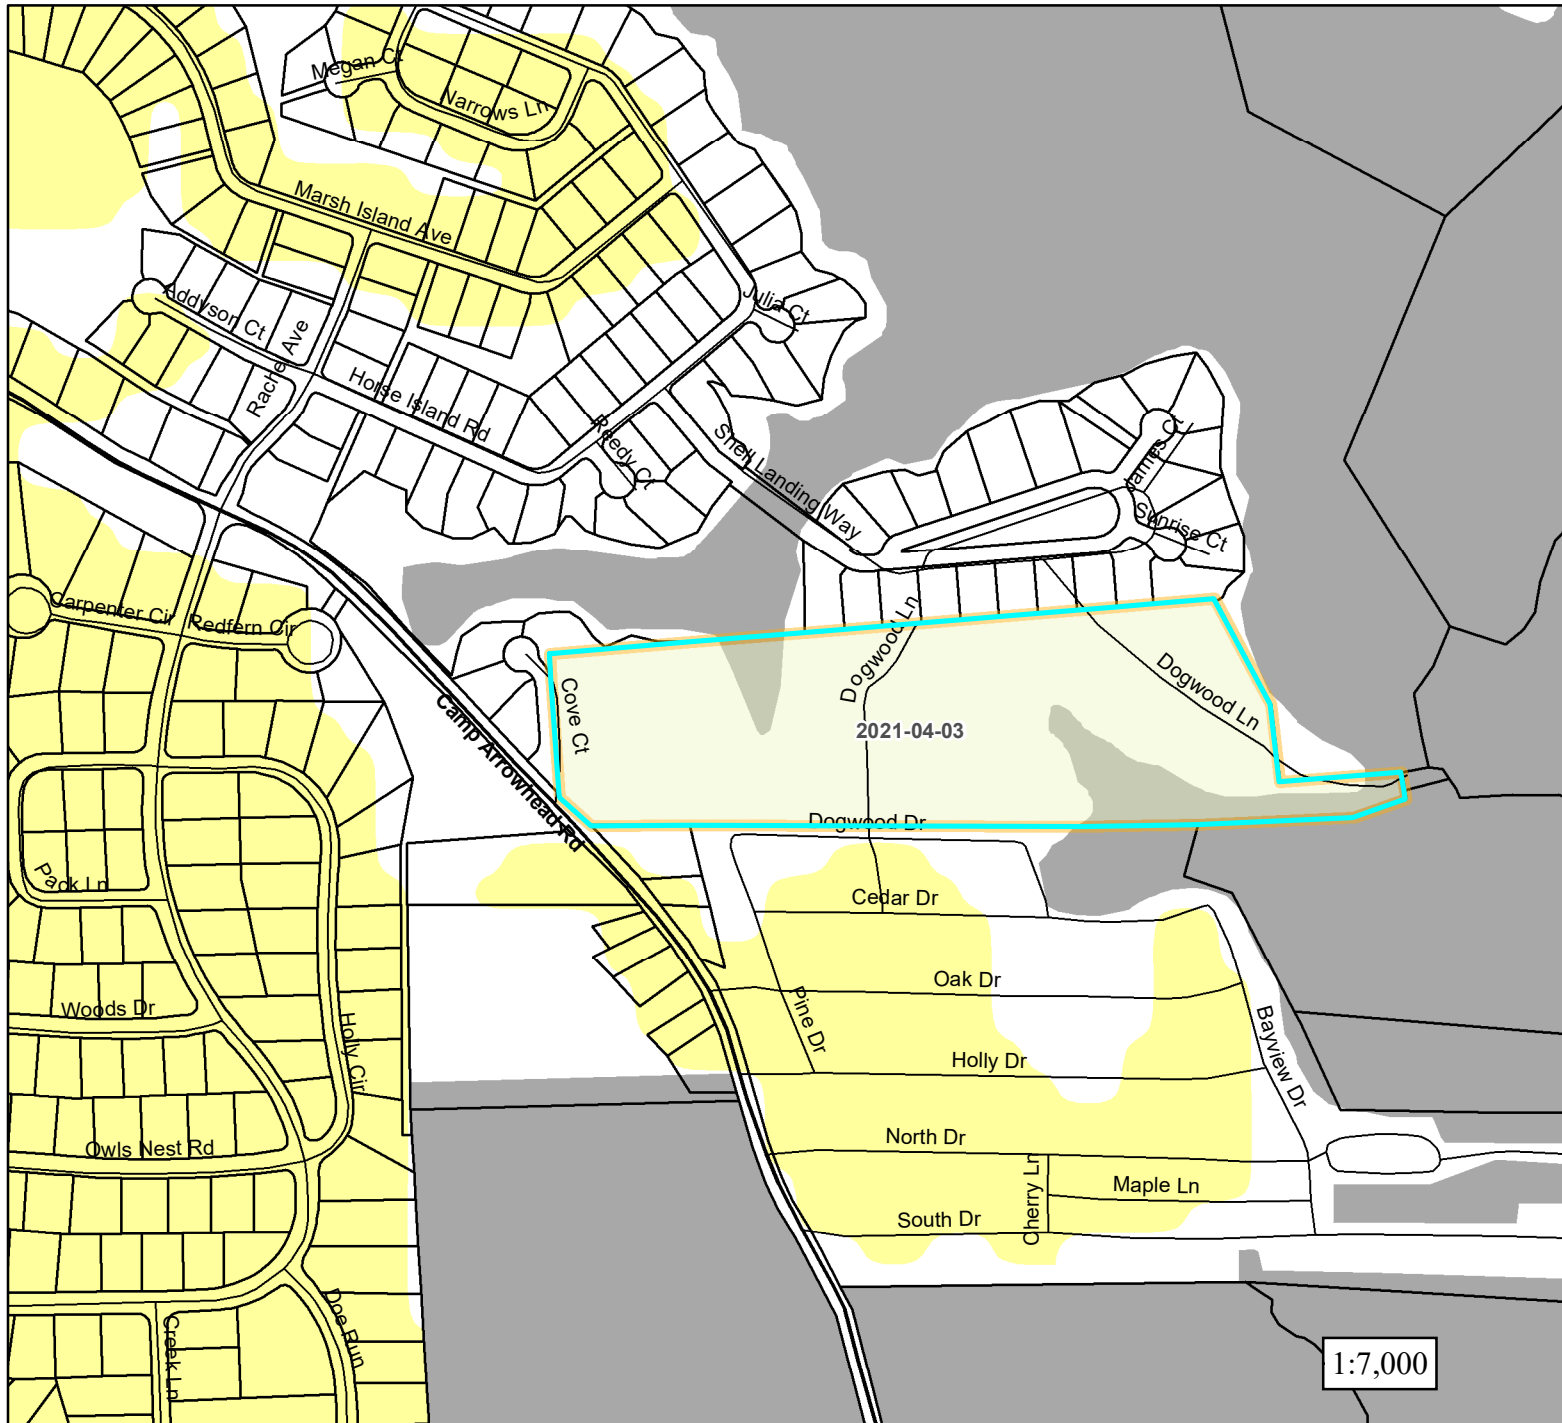 Megan Ct
Narrows Ln
Marsh Island Ave
Addyson Ct
Rachel Ave
Julia Ct
Horse Island Rd
Reedy Ct
Shell Landing Way
James Ct
Sunrise Ct
Carpenter Cir
Redfern Cir
Dogwood Ln
Dogwood Ln
Cove Ct
Camp Arrowhead Rd
2021-04-03
Dogwood Dr
Pack Ln
Cedar Dr
Oak Dr
Pine Dr
Woods Dr
Holly Cir
Bayview Dr
Holly Dr
North Dr
Owls Nest Rd
Cherry Ln
Maple Ln
South Dr
Doe Run
Creek Ln
1:7,000